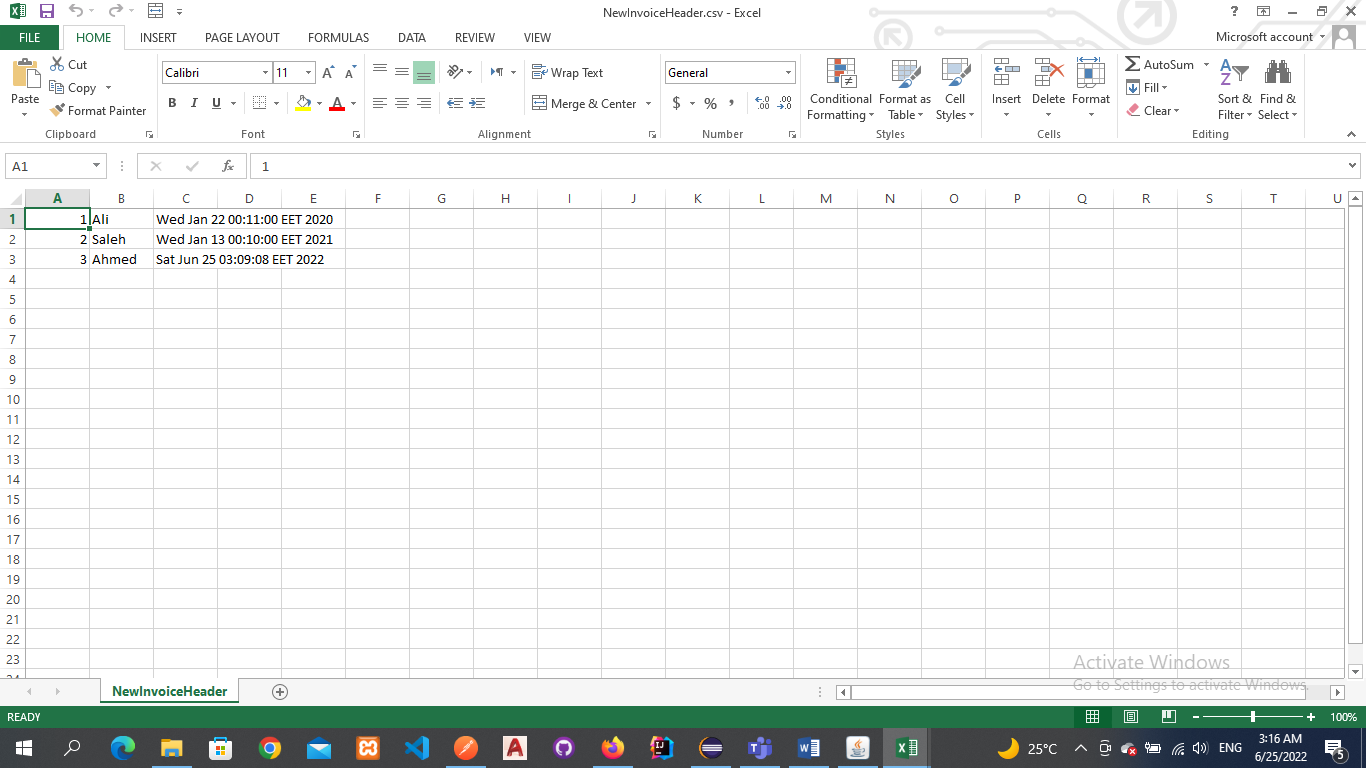 NewInvoiceHeader.csv - Excel
FILE HOME INSERT PAGE LAYOUT FORMULAS DATA REVIEW VIEW Microsoft account
Paste
Cut
Copy
Format Painter
Clipboard
Calibri 11
B I U
Font
Wrap Text
Merge & Center
Alignment
General
$ % ,
Number
Conditional Formatting
Format as Table
Cell Styles
Styles
Insert Delete Format
Cells
AutoSum
Fill
Clear
Sort & Filter
Find & Select
Editing
A1 fx 1
A B C D E F G H I J K L M N O P Q R S T U
1 1 Ali Wed Jan 22 00:11:00 EET 2020
2 2 Saleh Wed Jan 13 00:10:00 EET 2021
3 3 Ahmed Sat Jun 25 03:09:08 EET 2022
4
5
6
7
8
9
10
11
12
13
14
15
16
17
18
19
20
21
22
23
24
Activate Windows
Go to Settings to activate Windows.
NewInvoiceHeader
READY 100%
25°C ENG 3:16 AM
6/25/2022
5